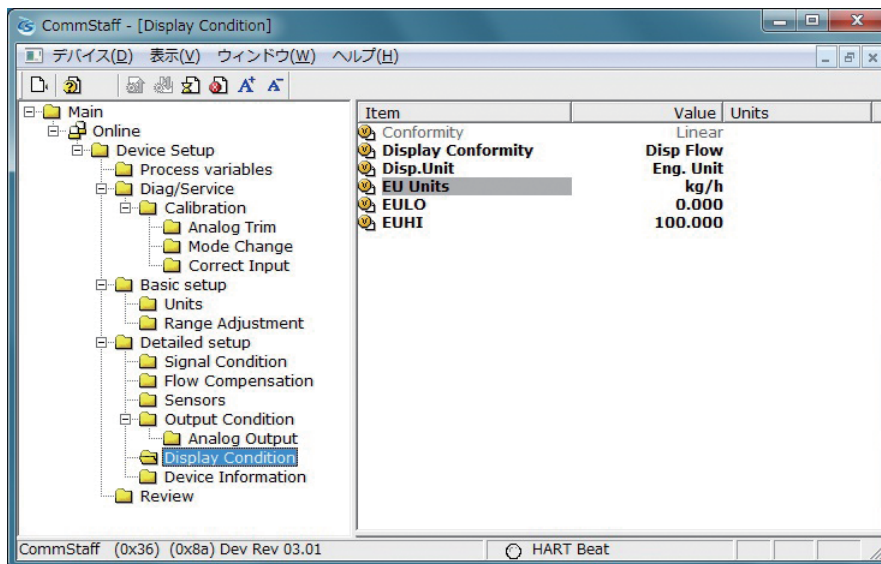 CommStaff - [Display Condition]
デバイス(D) 表示(V) ウィンドウ(W) ヘルプ(H)
Main
Online
Device Setup
Process variables
Diag/Service
Calibration
Analog Trim
Mode Change
Correct Input
Basic setup
Units
Range Adjustment
Detailed setup
Signal Condition
Flow Compensation
Sensors
Output Condition
Analog Output
Display Condition
Device Information
Review
Item Value Units
Conformity Linear
Display Conformity Disp Flow
Disp.Unit Eng. Unit
EU Units kg/h
EULO 0.000
EUHI 100.000
CommStaff (0x36) (0x8a) Dev Rev 03.01 HART Beat